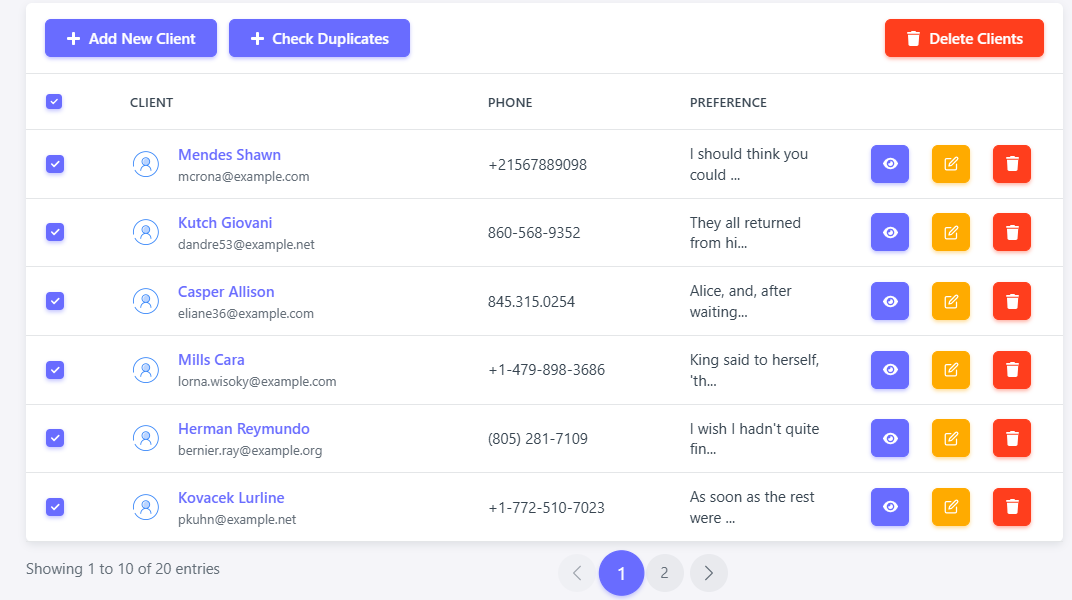 Add New Client Check Duplicates Delete Clients
CLIENT PHONE PREFERENCE
Mendes Shawn
mcrona@example.com
+21567889098
I should think you
could ...
Kutch Giovani
dandre53@example.net
860-568-9352
They all returned
from hi...
Casper Allison
eliane36@example.com
845.315.0254
Alice, and, after
waiting...
Mills Cara
lorna.wisoky@example.com
+1-479-898-3686
King said to herself,
'th...
Herman Reymundo
bernier.ray@example.org
(805) 281-7109
I wish I hadn't quite
fin...
Kovacek Lurline
pkuhn@example.net
+1-772-510-7023
As soon as the rest
were ...
Showing 1 to 10 of 20 entries
1 2